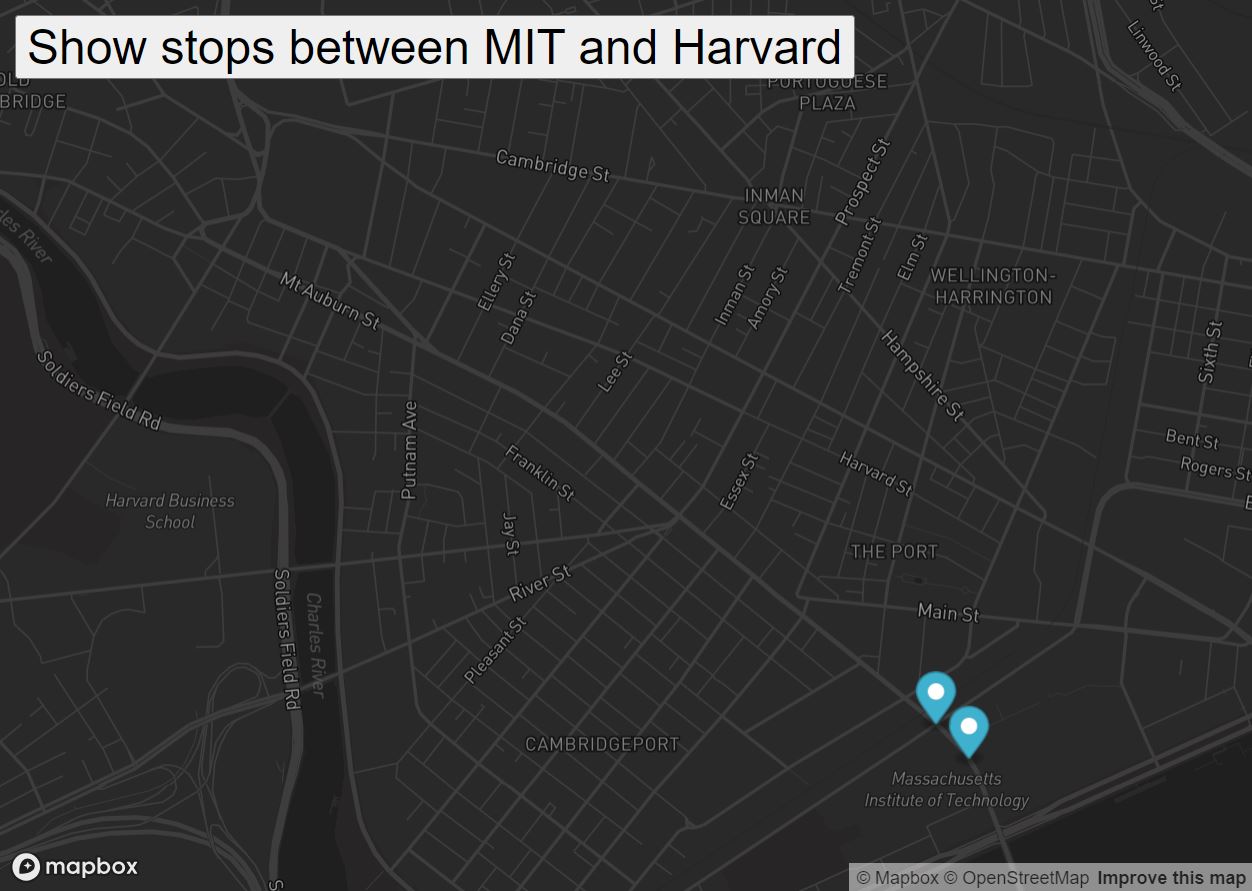 Show stops between MIT and Harvard
BRIDGE
PORTUGUESE
PLAZA
Linwood St
St
Cambridge St
Prospect St
INMAN
SQUARE
Tremont St
Elm St
River
Ellery St
Dana St
Mt Auburn St
Inman St
Amory St
WELLINGTON-
HARRINGTON
Hampshire St
Sixth St
Lee St
Soldiers Field Rd
Putnam Ave
Franklin St
Essex St
Harvard St
Bent St
Rogers St
Harvard Business
School
Jay St
THE PORT
River St
Main St
Soldiers Field Rd
Charles River
Pleasant St
CAMBRIDGEPORT
Massachusetts
Institute of Technology
mapbox
© Mapbox © OpenStreetMap Improve this map